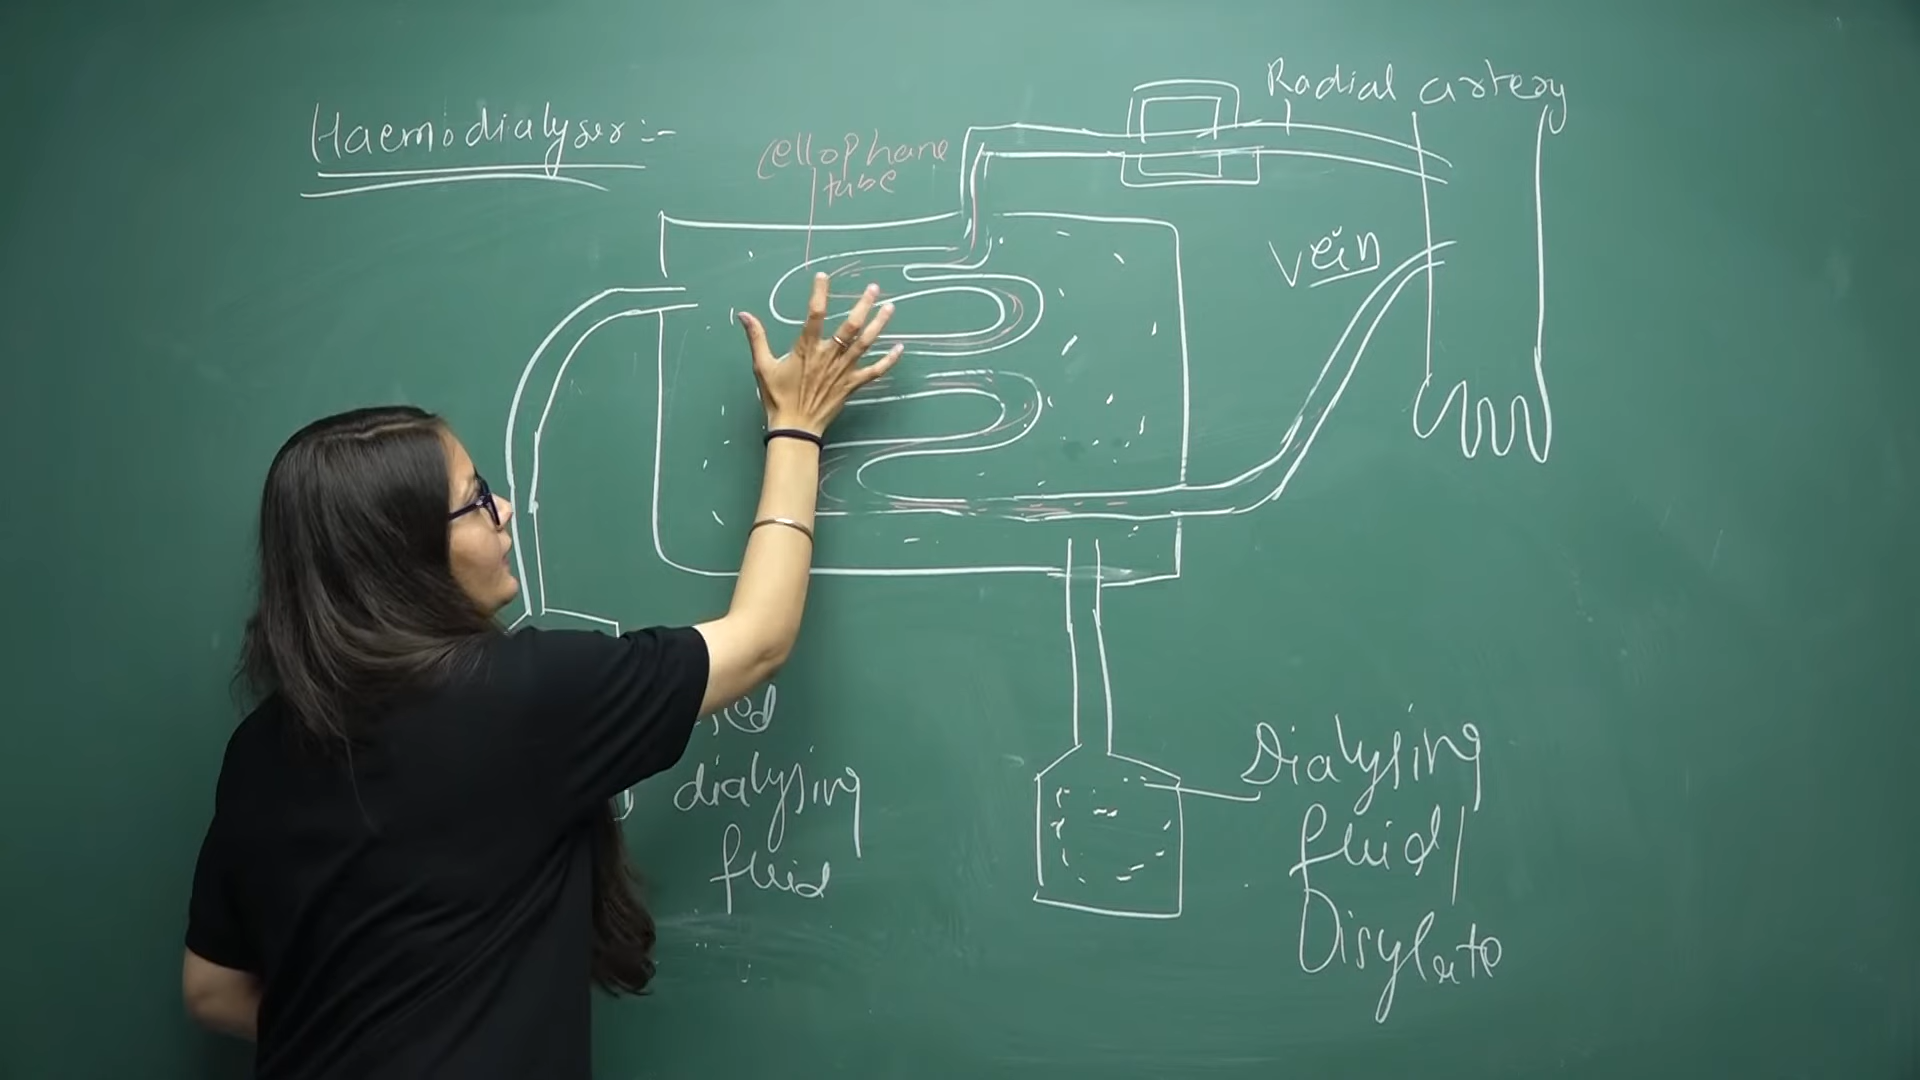 Haemodialyser :-
Radial artery
cellophane
tube
Vein
dialysing
fluid
Dialysing
fluid/
Disylate